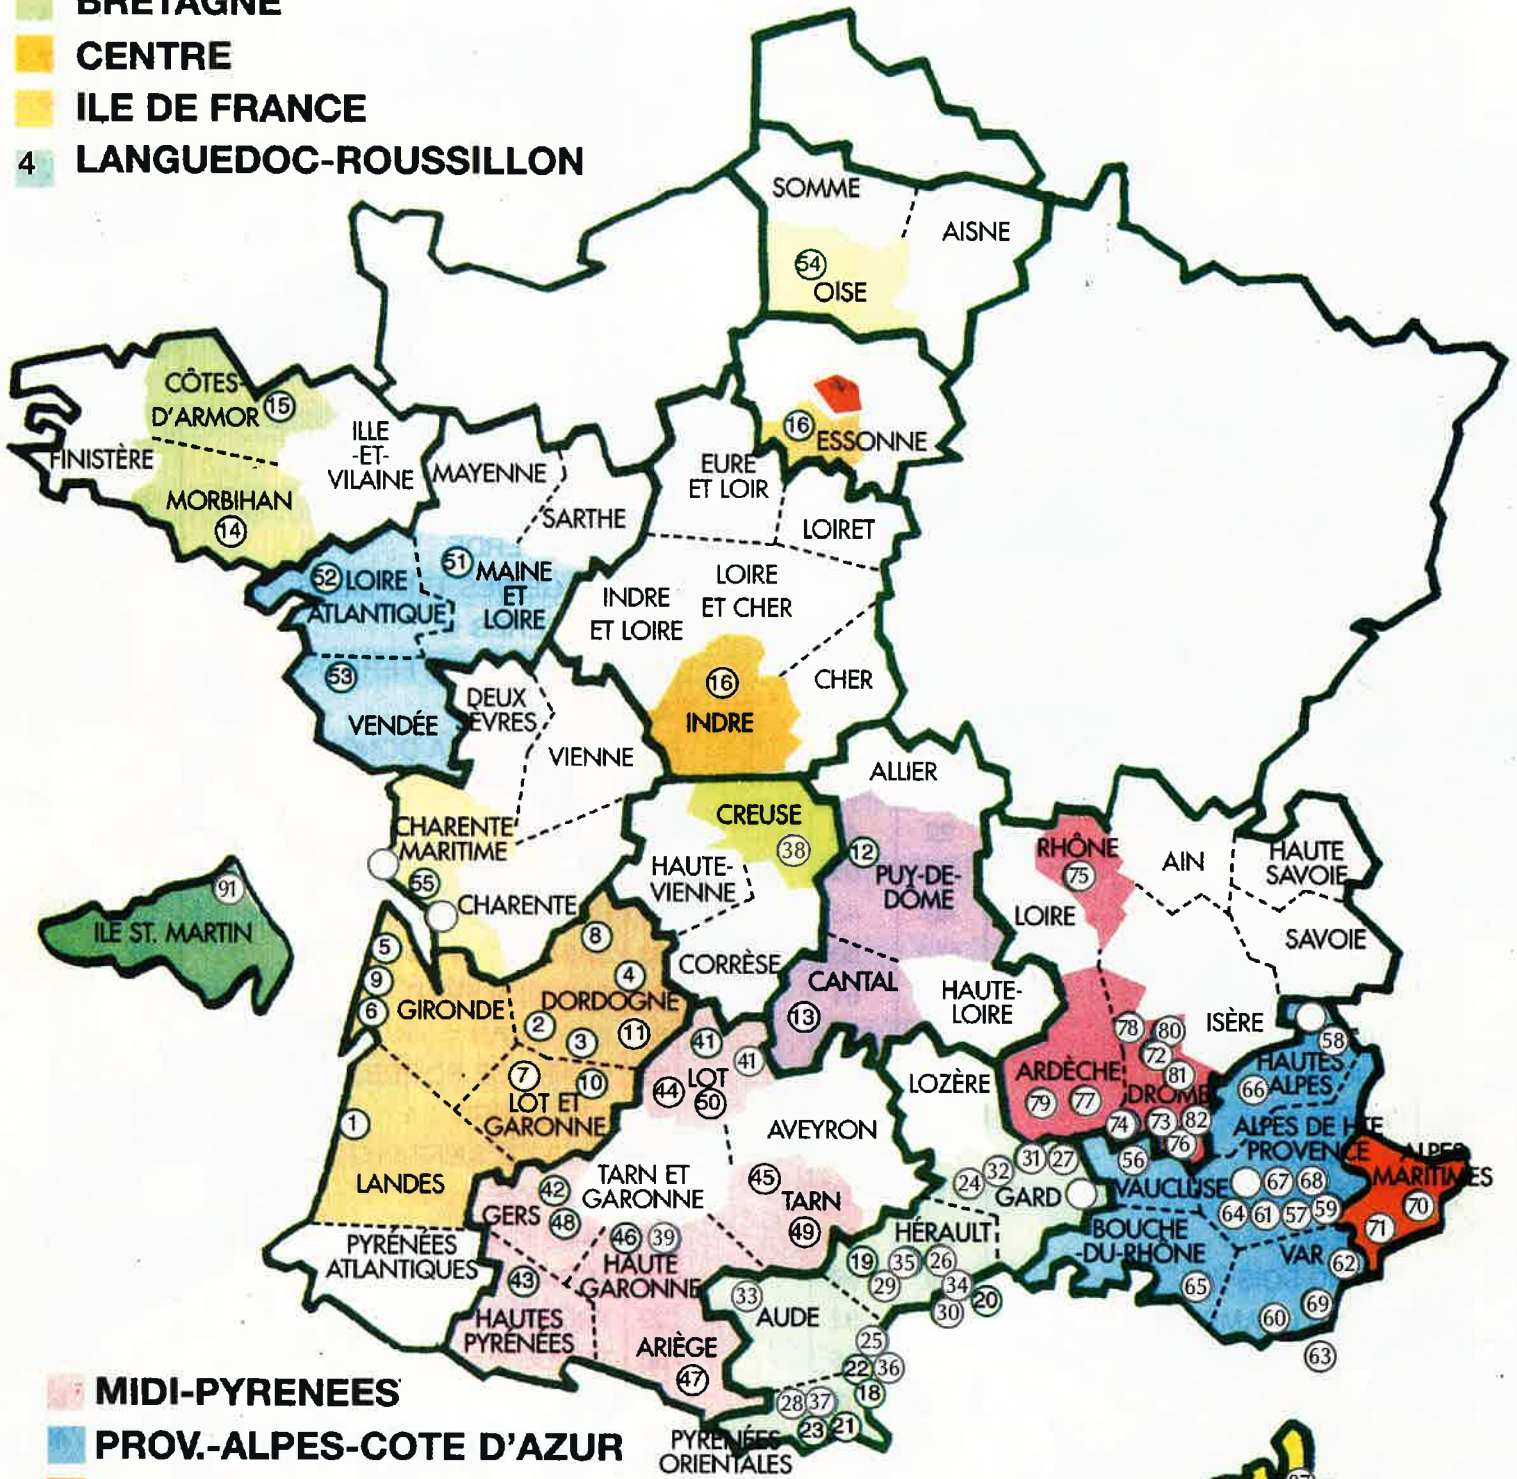 BRETAGNE
CENTRE
ILE DE FRANCE
4 LANGUEDOC-ROUSSILLON
SOMME
AISNE
54
OISE
CÔTES-
D'ARMOR 15
16 ESSONNE
ILLE
-ET-
VILAINE
FINISTÈRE
MAYENNE
EURE
ET LOIR
MORBIHAN
14
SARTHE
LOIRET
52 LOIRE
ATLANTIQUE
51 MAINE
ET
LOIRE
LOIRE
ET CHER
INDRE
ET LOIRE
53
VENDÉE
DEUX
SÈVRES
16
INDRE
CHER
VIENNE
ALLIER
CREUSE
38
CHARENTE
MARITIME
55
CHARENTE
HAUTE-
VIENNE
12
PUY-DE-
DÔME
RHÔNE
75
AIN
HAUTE
SAVOIE
LOIRE
SAVOIE
91
ILE ST. MARTIN
5
9
6
GIRONDE
8
4
DORDOGNE
2
3
11
CORRÈSE
CANTAL
13
HAUTE-
LOIRE
ISÈRE
78
80
72
81
58
HAUTES
ALPES
66
41
41
LOT
44
50
7
10
LOT ET
GARONNE
LOZÈRE
ARDÈCHE
79
77
DROME
74
73
82
76
1
LANDES
AVEYRON
ALPES DE HTE
PROVENCE
ALPES
MARITIMES
56
31
27
32
24
GARD
VAUCLUSE
67
68
64
61
57
59
70
71
TARN ET
GARONNE
45
TARN
49
42
GERS
48
HÉRAULT
BOUCHE
-DU-RHÔNE
VAR
62
PYRÉNÉES
ATLANTIQUES
46
39
HAUTE
GARONNE
43
19
35
26
29
34
20
30
65
69
60
63
HAUTES
PYRÉNÉES
33
AUDE
ARIÈGE
47
25
22
36
18
28
37
23
21
PYRENÉES
ORIENTALES
MIDI-PYRENEES
PROV.-ALPES-COTE D'AZUR